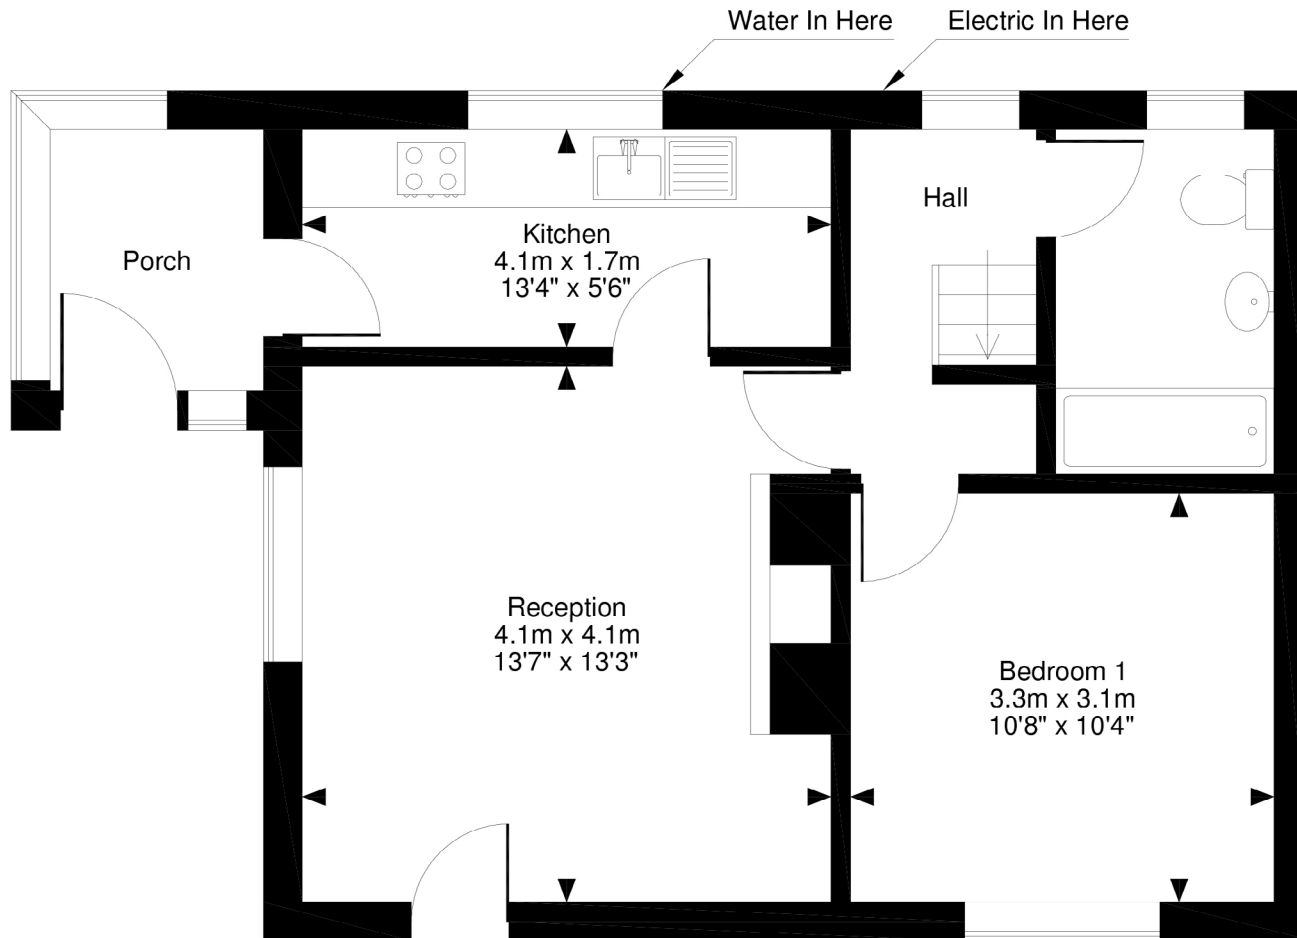 Water In Here
Electric In Here
Hall
Kitchen
4.1m x 1.7m
13'4" x 5'6"
Porch
Reception
4.1m x 4.1m
13'7" x 13'3"
Bedroom 1
3.3m x 3.1m
10'8" x 10'4"